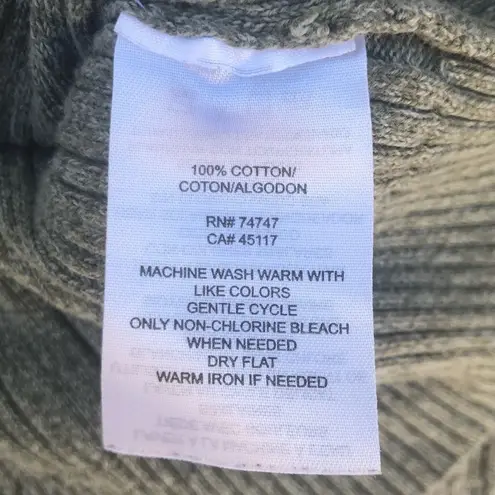 100% COTTON/
COTON/ALGODON
RN# 74747
CA# 45117
MACHINE WASH WARM WITH
LIKE COLORS
GENTLE CYCLE
ONLY NON-CHLORINE BLEACH
WHEN NEEDED
DRY FLAT
WARM IRON IF NEEDED